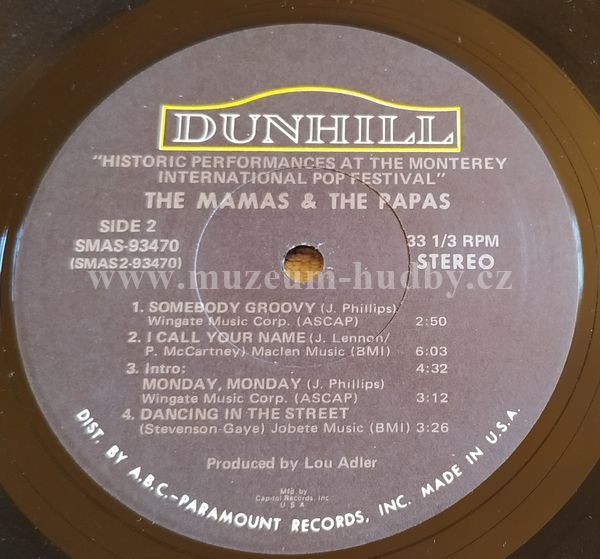 DUNHILL
"HISTORIC PERFORMANCES AT THE MONTEREY
INTERNATIONAL POP FESTIVAL"
THE MAMAS & THE PAPAS
SIDE 2
SMAS-93470
(SMAS2-93470)
33 1/3 RPM
STEREO
www.muzeum-hudby.cz
1. SOMEBODY GROOVY (J. Phillips)
Wingate Music Corp. (ASCAP) 2:50
2. I CALL YOUR NAME (J. Lennon/
P. McCartney) Maclen Music (BMI) 6:03
3. Intro: 4:32
MONDAY, MONDAY (J. Phillips)
Wingate Music Corp. (ASCAP) 3:12
4. DANCING IN THE STREET
(Stevenson-Gaye) Jobete Music (BMI) 3:26
Produced by Lou Adler
Mfd by
Capitol Records, Inc.
U S A
DIST. BY A.B.C.-PARAMOUNT RECORDS, INC. MADE IN U.S.A.